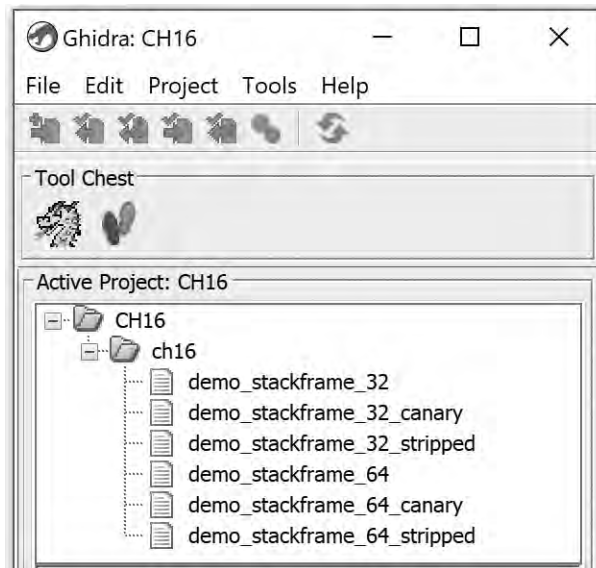 Ghidra: CH16
File Edit Project Tools Help
Tool Chest
Active Project: CH16
CH16
ch16
demo_stackframe_32
demo_stackframe_32_canary
demo_stackframe_32_stripped
demo_stackframe_64
demo_stackframe_64_canary
demo_stackframe_64_stripped